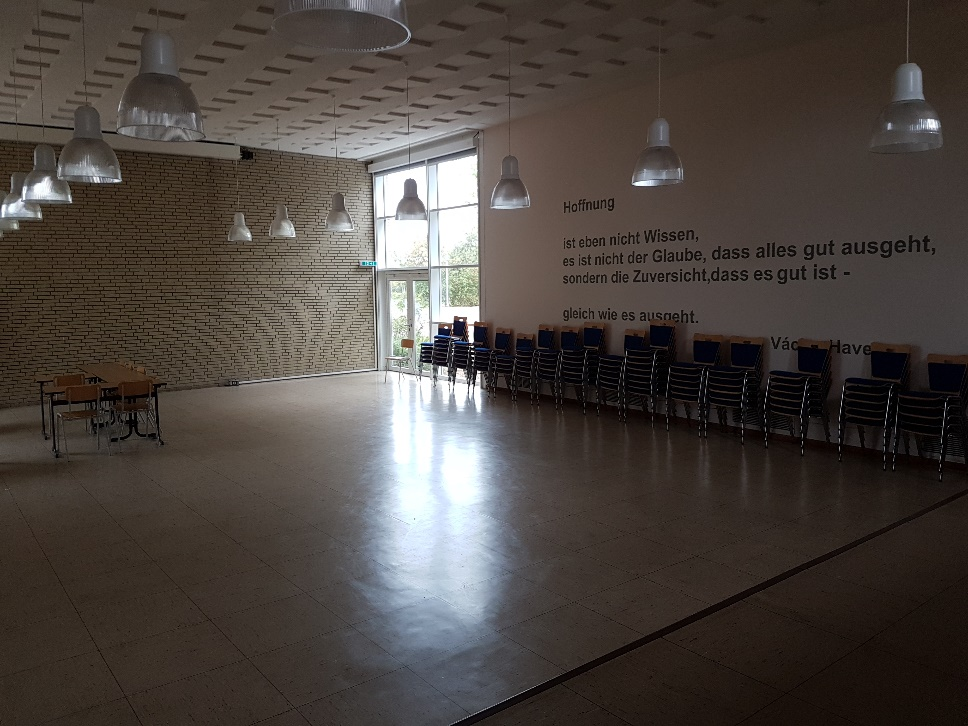 Hoffnung
ist eben nicht Wissen,
es ist nicht der Glaube, dass alles gut ausgeht,
sondern die Zuversicht,dass es gut ist -
gleich wie es ausgeht.